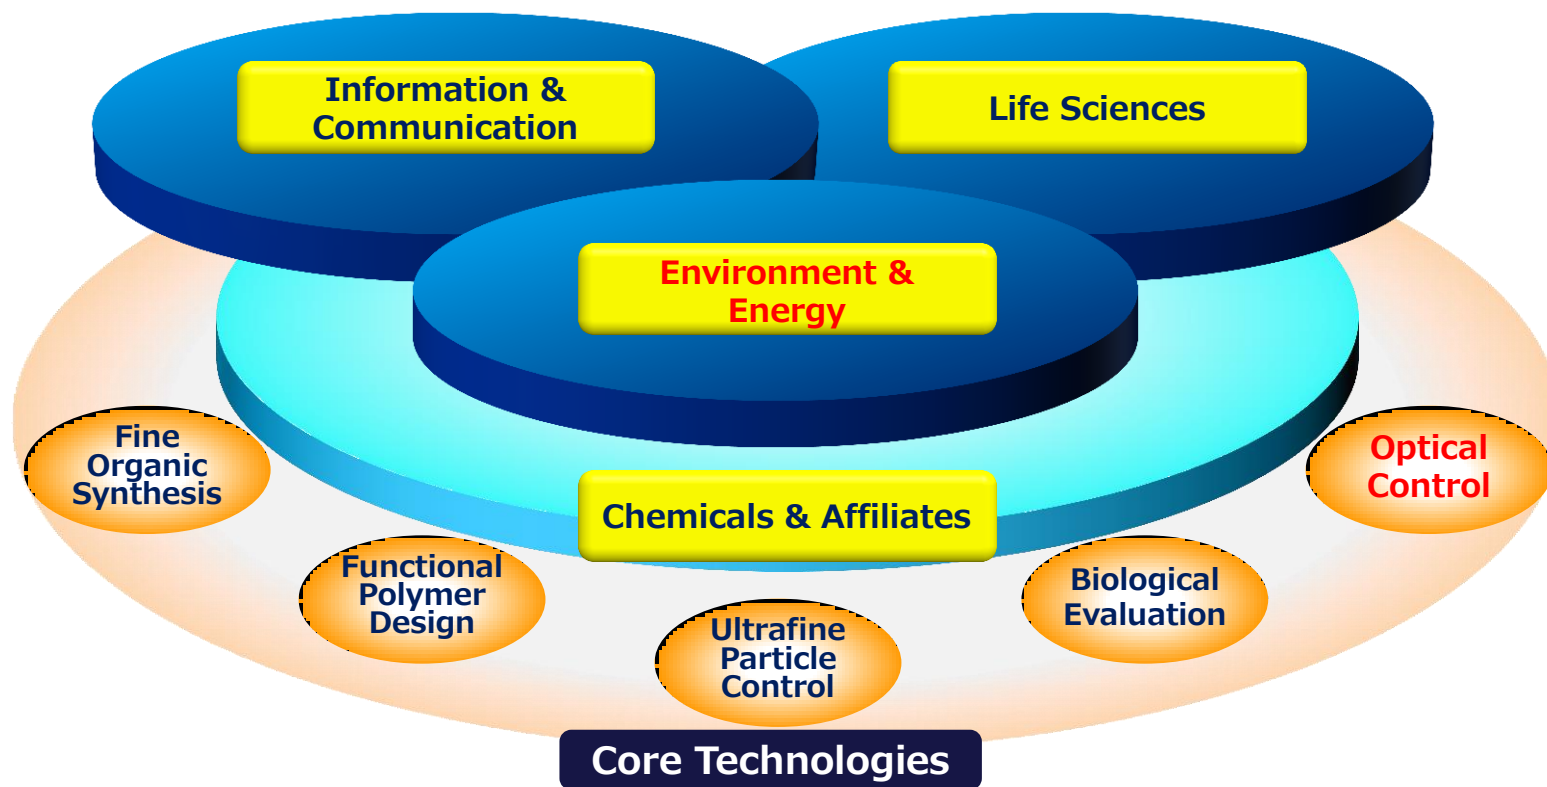 Information &
Communication
Life Sciences
Environment &
Energy
Chemicals & Affiliates
Fine
Organic
Synthesis
Functional
Polymer
Design
Ultrafine
Particle
Control
Biological
Evaluation
Optical
Control
Core Technologies